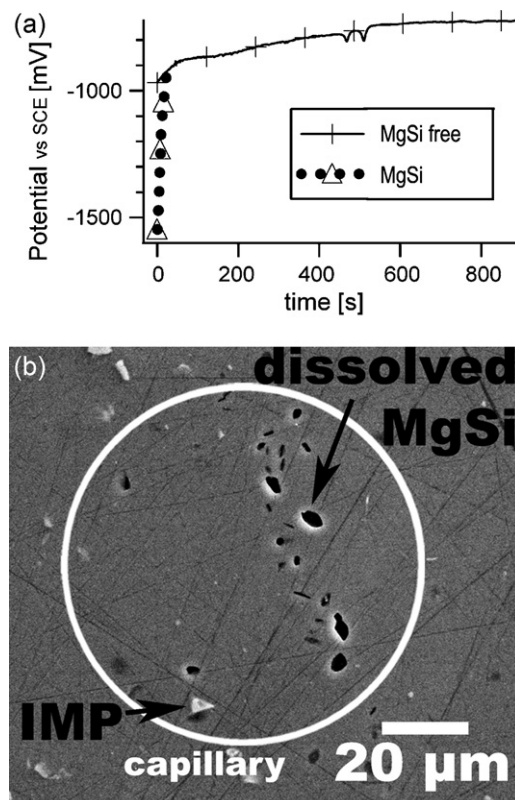 (a)
Potential vs SCE [mV]
-1000
-1500
MgSi free
MgSi
0
200
400
600
800
time [s]
(b)
dissolved
MgSi
IMP
capillary
20 µm